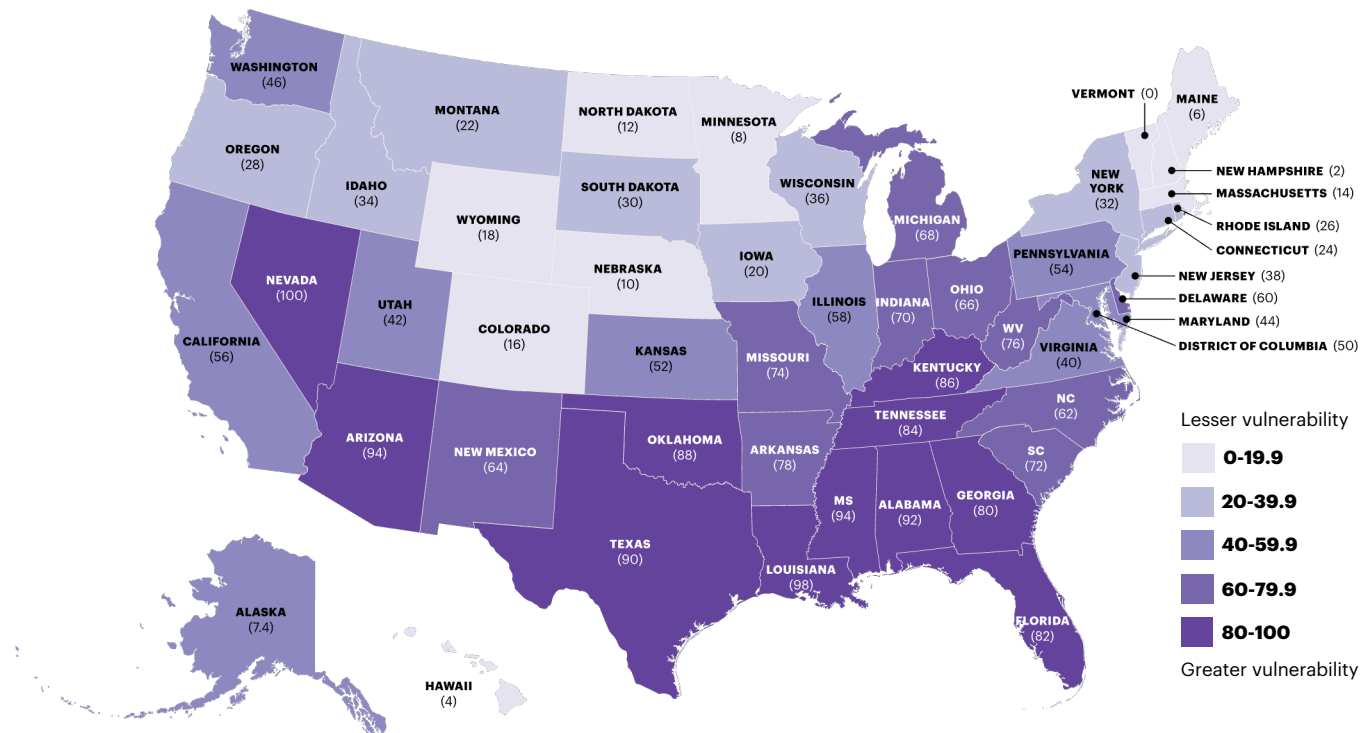 WASHINGTON
(46)
OREGON
(28)
CALIFORNIA
(56)
NEVADA
(100)
IDAHO
(34)
MONTANA
(22)
WYOMING
(18)
UTAH
(42)
COLORADO
(16)
ARIZONA
(94)
NEW MEXICO
(64)
NORTH DAKOTA
(12)
SOUTH DAKOTA
(30)
NEBRASKA
(10)
KANSAS
(52)
OKLAHOMA
(88)
TEXAS
(90)
MINNESOTA
(8)
IOWA
(20)
MISSOURI
(74)
ARKANSAS
(78)
LOUISIANA
(98)
WISCONSIN
(36)
ILLINOIS
(58)
MICHIGAN
(68)
INDIANA
(70)
OHIO
(66)
KENTUCKY
(86)
TENNESSEE
(84)
MS
(94)
ALABAMA
(92)
GEORGIA
(80)
FLORIDA
(82)
SC
(72)
NC
(62)
VIRGINIA
(40)
WV
(76)
PENNSYLVANIA
(54)
NEW
YORK
(32)
VERMONT (0)
MAINE
(6)
NEW HAMPSHIRE (2)
MASSACHUSETTS (14)
RHODE ISLAND (26)
CONNECTICUT (24)
NEW JERSEY (38)
DELAWARE (60)
MARYLAND (44)
DISTRICT OF COLUMBIA (50)
ALASKA
(7.4)
HAWAII
(4)
Lesser vulnerability
0-19.9
20-39.9
40-59.9
60-79.9
80-100
Greater vulnerability